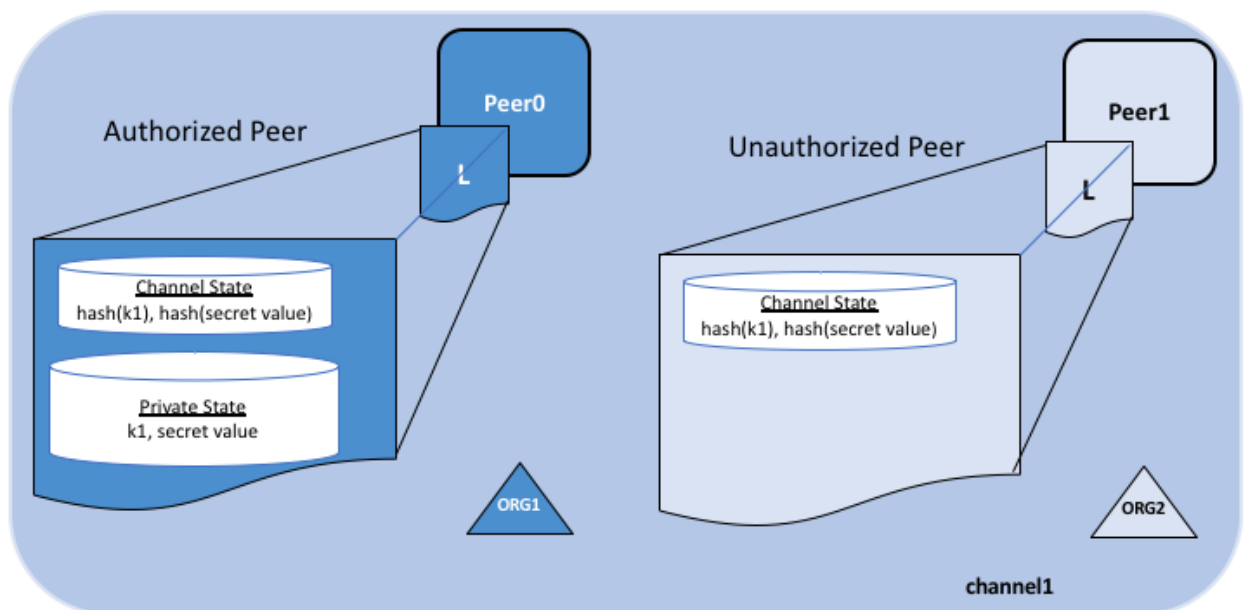 Peer0
Authorized Peer
L
Channel State
hash(k1), hash(secret value)
Private State
k1, secret value
ORG1
Peer1
Unauthorized Peer
L
Channel State
hash(k1), hash(secret value)
ORG2
channel1